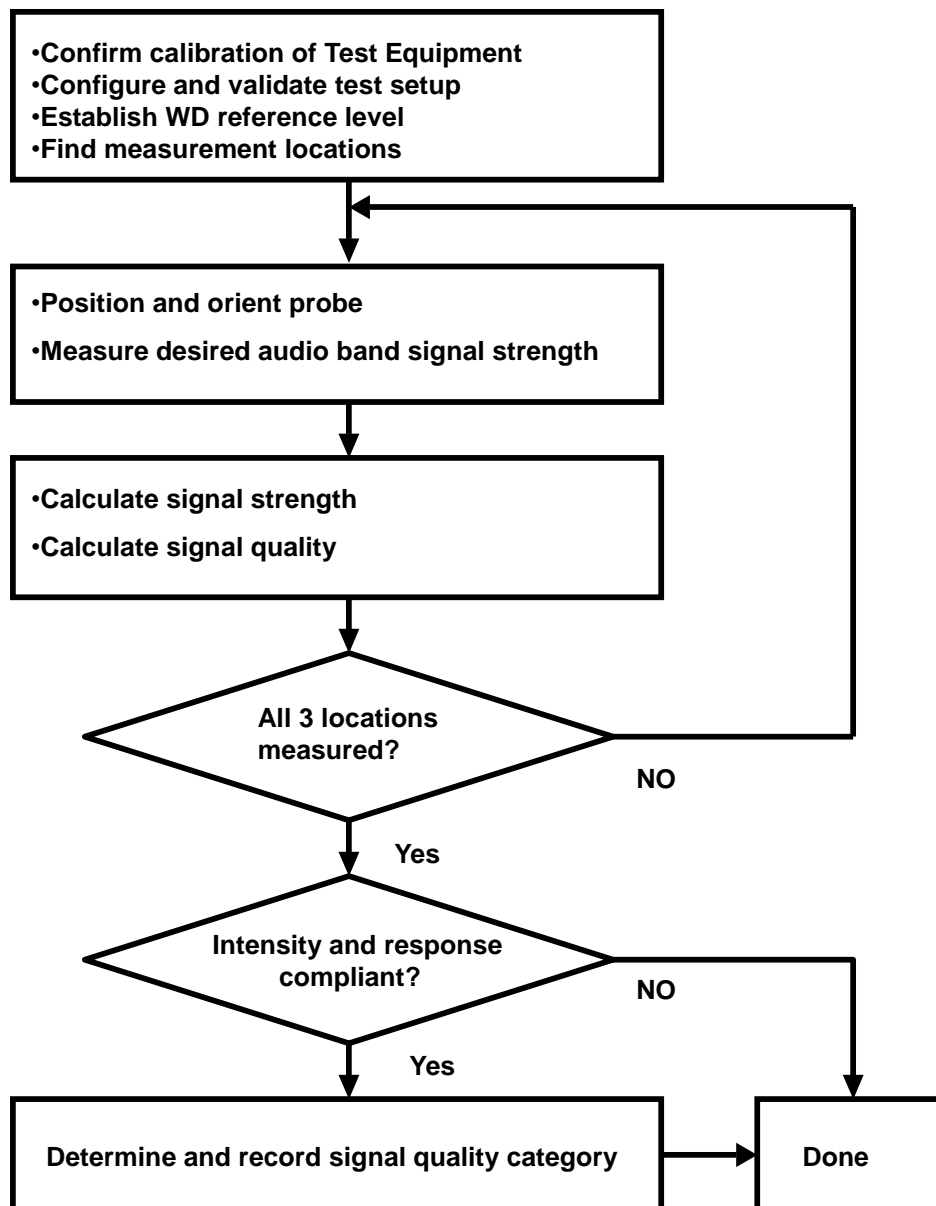 •Confirm calibration of Test Equipment
•Configure and validate test setup
•Establish WD reference level
•Find measurement locations
•Position and orient probe
•Measure desired audio band signal strength
•Calculate signal strength
•Calculate signal quality
All 3 locations
measured?
NO
Yes
Intensity and response
compliant?
NO
Yes
Determine and record signal quality category
Done